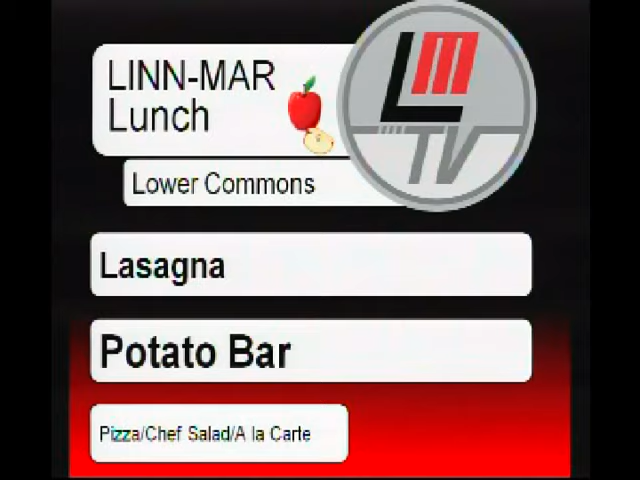 LINN-MAR
Lunch
LM
TV
Lower Commons
Lasagna
Potato Bar
Pizza/Chef Salad/A la Carte